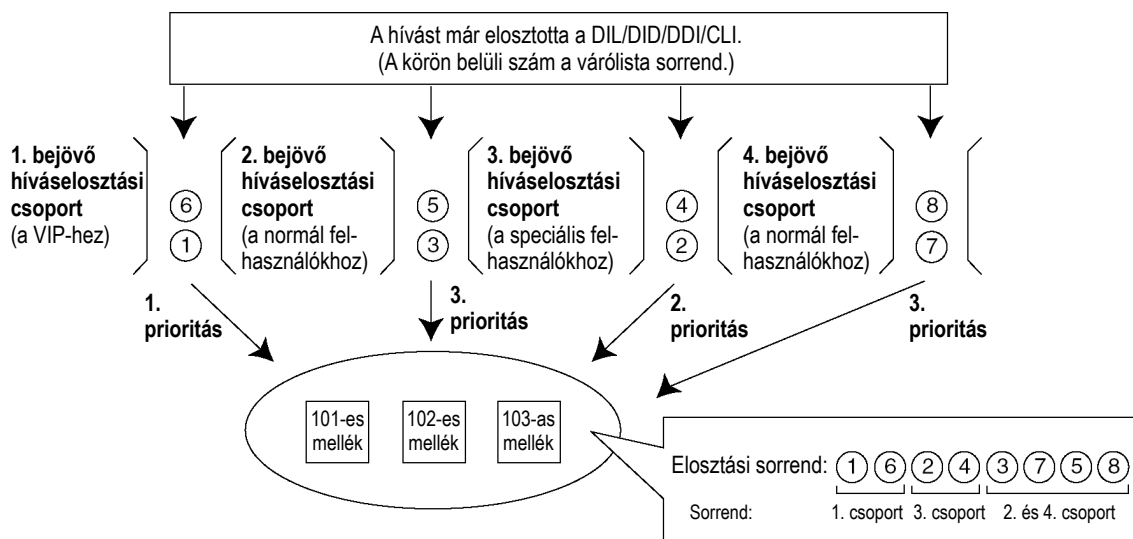 A hívást már elosztotta a DIL/DID/DDI/CLI.
(A körön belüli szám a várólista sorrend.)
1. bejövő
híváselosztási
csoport
(a VIP-hez)
6
1
2. bejövő
híváselosztási
csoport
(a normál fel-
használókhoz)
5
3
3. bejövő
híváselosztási
csoport
(a speciális fel-
használókhoz)
4
2
4. bejövő
híváselosztási
csoport
(a normál fel-
használókhoz)
8
7
1.
prioritás
3.
prioritás
2.
prioritás
3.
prioritás
101-es
mellék
102-es
mellék
103-as
mellék
Elosztási sorrend: 1 6 2 4 3 7 5 8
Sorrend: 1. csoport 3. csoport 2. és 4. csoport